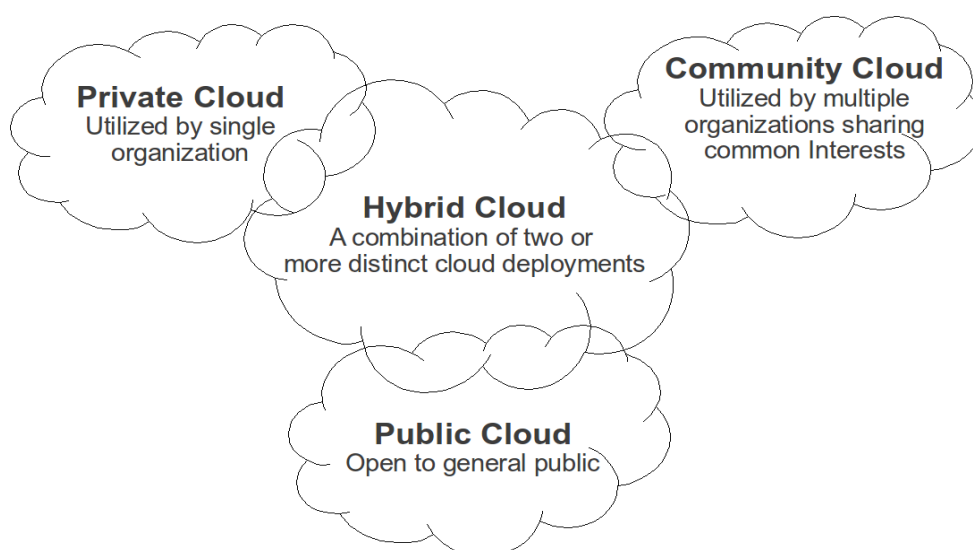 Private Cloud
Utilized by single
organization
Community Cloud
Utilized by multiple
organizations sharing
common Interests
Hybrid Cloud
A combination of two or
more distinct cloud deployments
Public Cloud
Open to general public